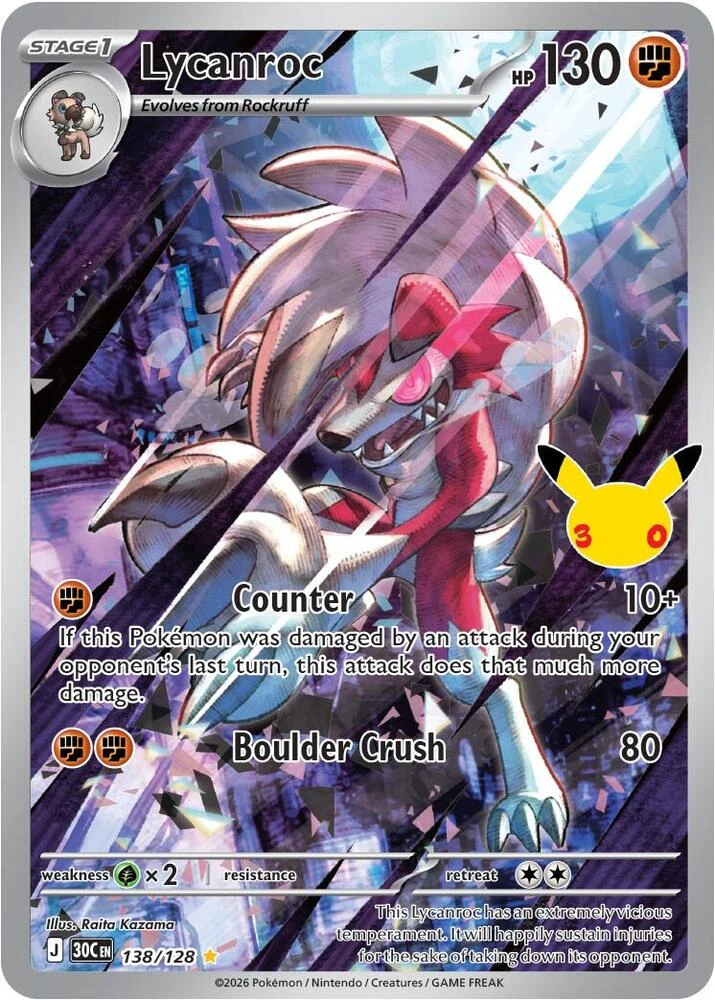 STAGE1
Lycanroc
HP 130
Evolves from Rockruff
30
Counter 10+
If this Pokémon was damaged by an attack during your
opponent's last turn, this attack does that much more
damage.
Boulder Crush 80
weakness ×2 resistance retreat
Illus. Raita Kazama
This Lycanroc has an extremely vicious
temperament. It will happily sustain injuries
for the sake of taking down its opponent.
J 30C EN 138/128
©2026 Pokémon / Nintendo / Creatures / GAME FREAK